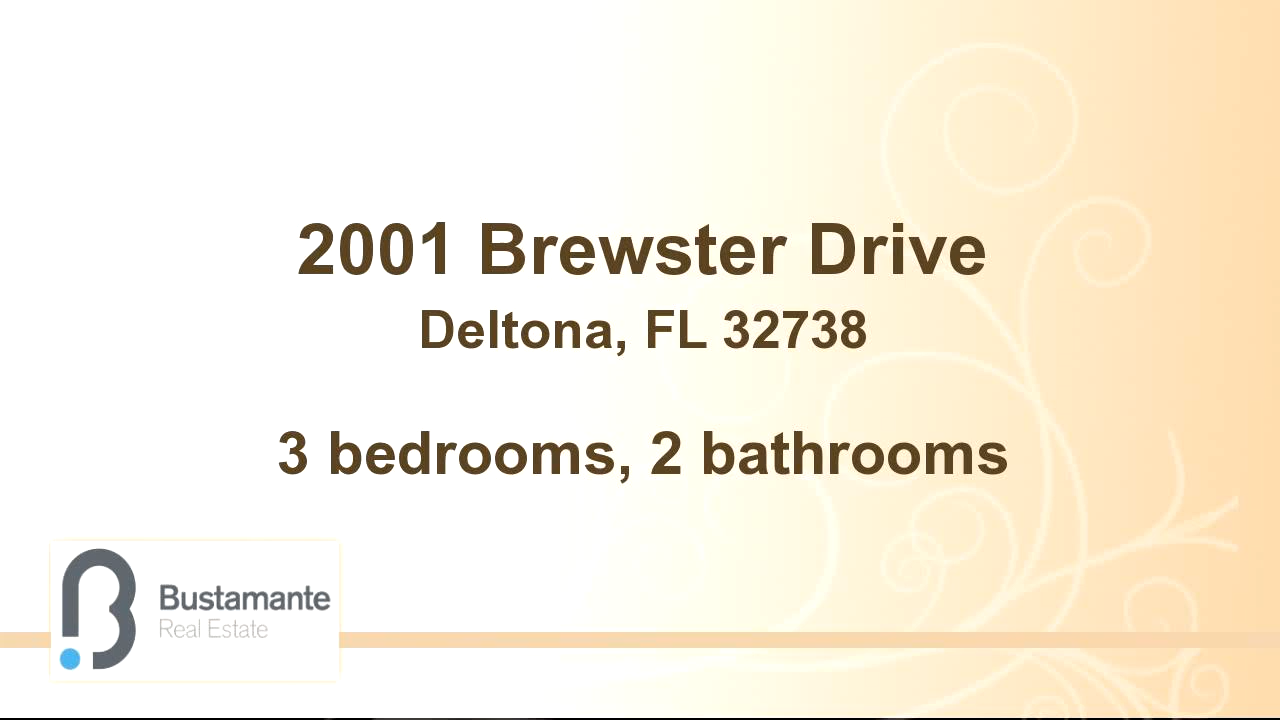 2001 Brewster Drive
Deltona, FL 32738
3 bedrooms, 2 bathrooms
Bustamante
Real Estate